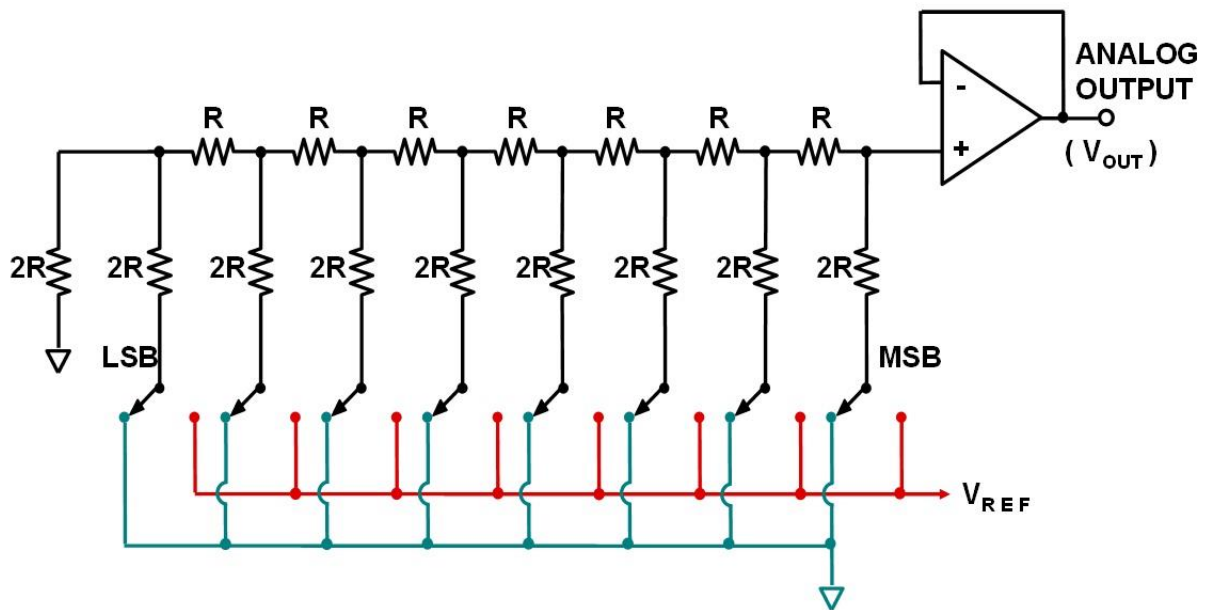 ANALOG
OUTPUT
R R R R R R R
-
+
( VOUT )
2R 2R 2R 2R 2R 2R 2R 2R 2R
LSB MSB
VREF